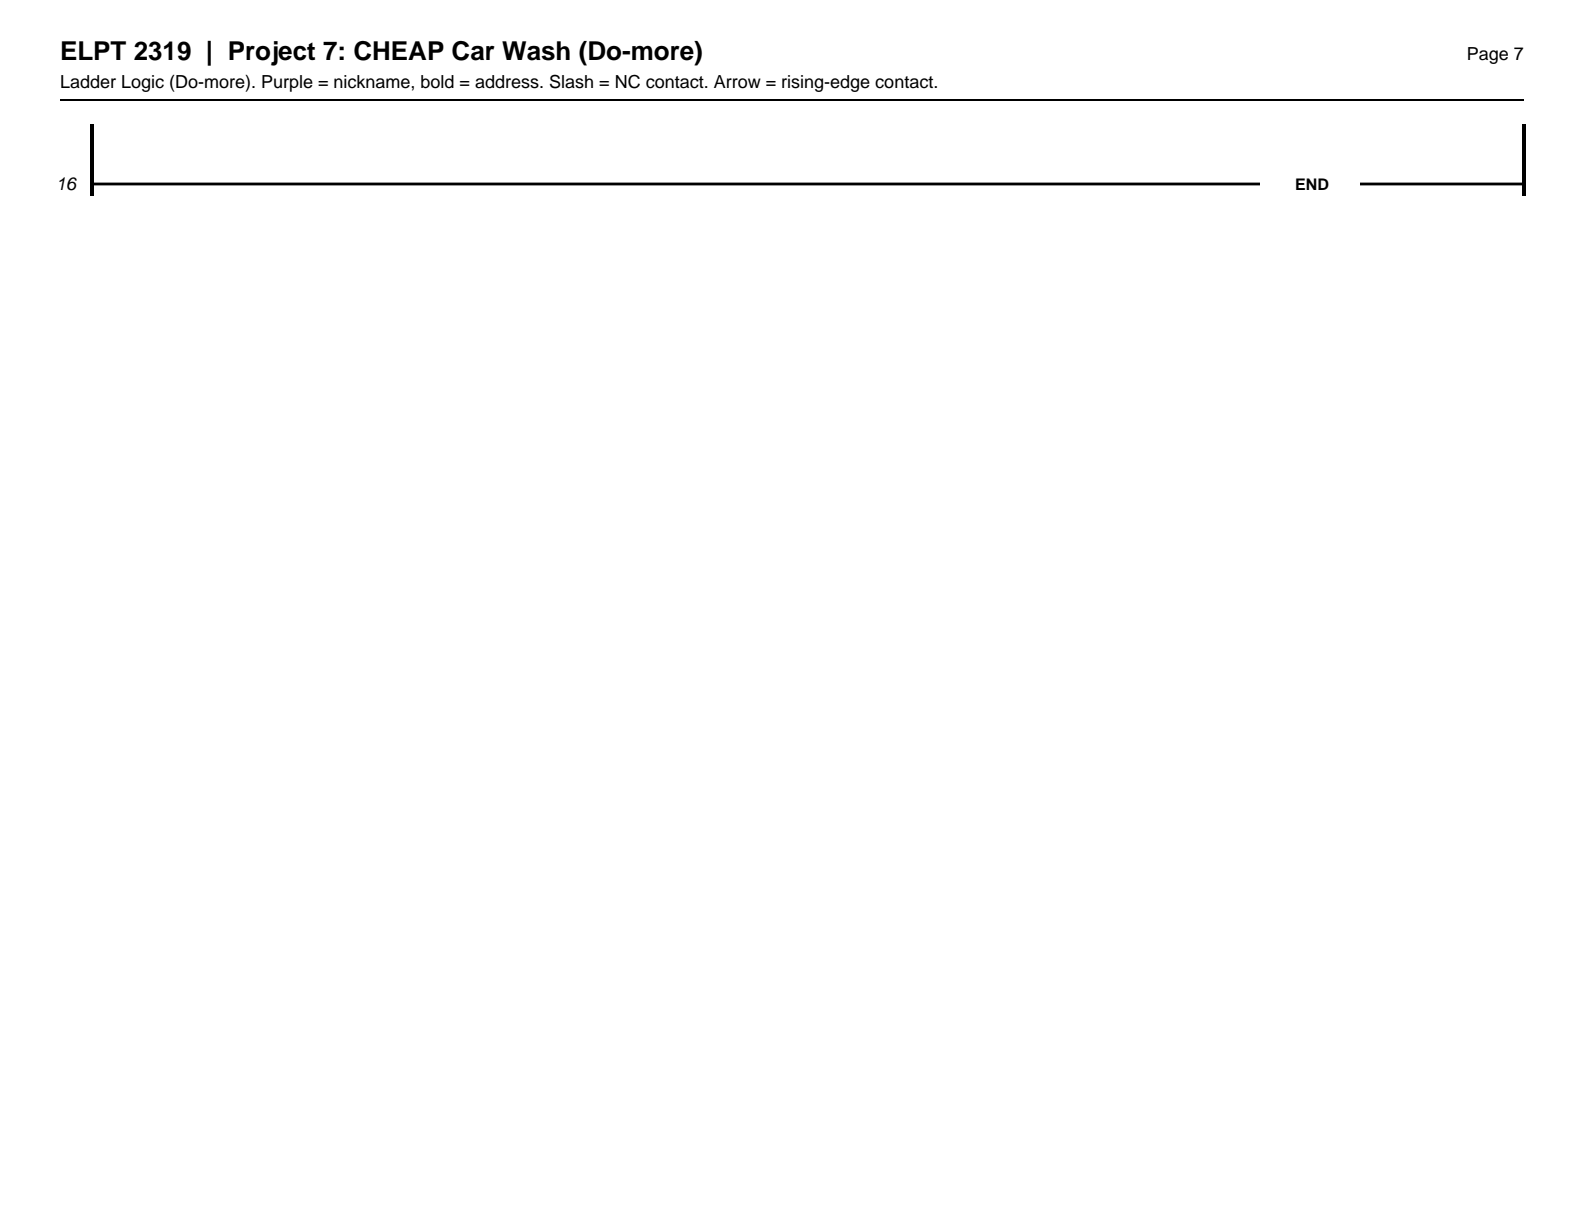 ELPT 2319 | Project 7: CHEAP Car Wash (Do-more)
Page 7
Ladder Logic (Do-more). Purple = nickname, bold = address. Slash = NC contact. Arrow = rising-edge contact.
16
END